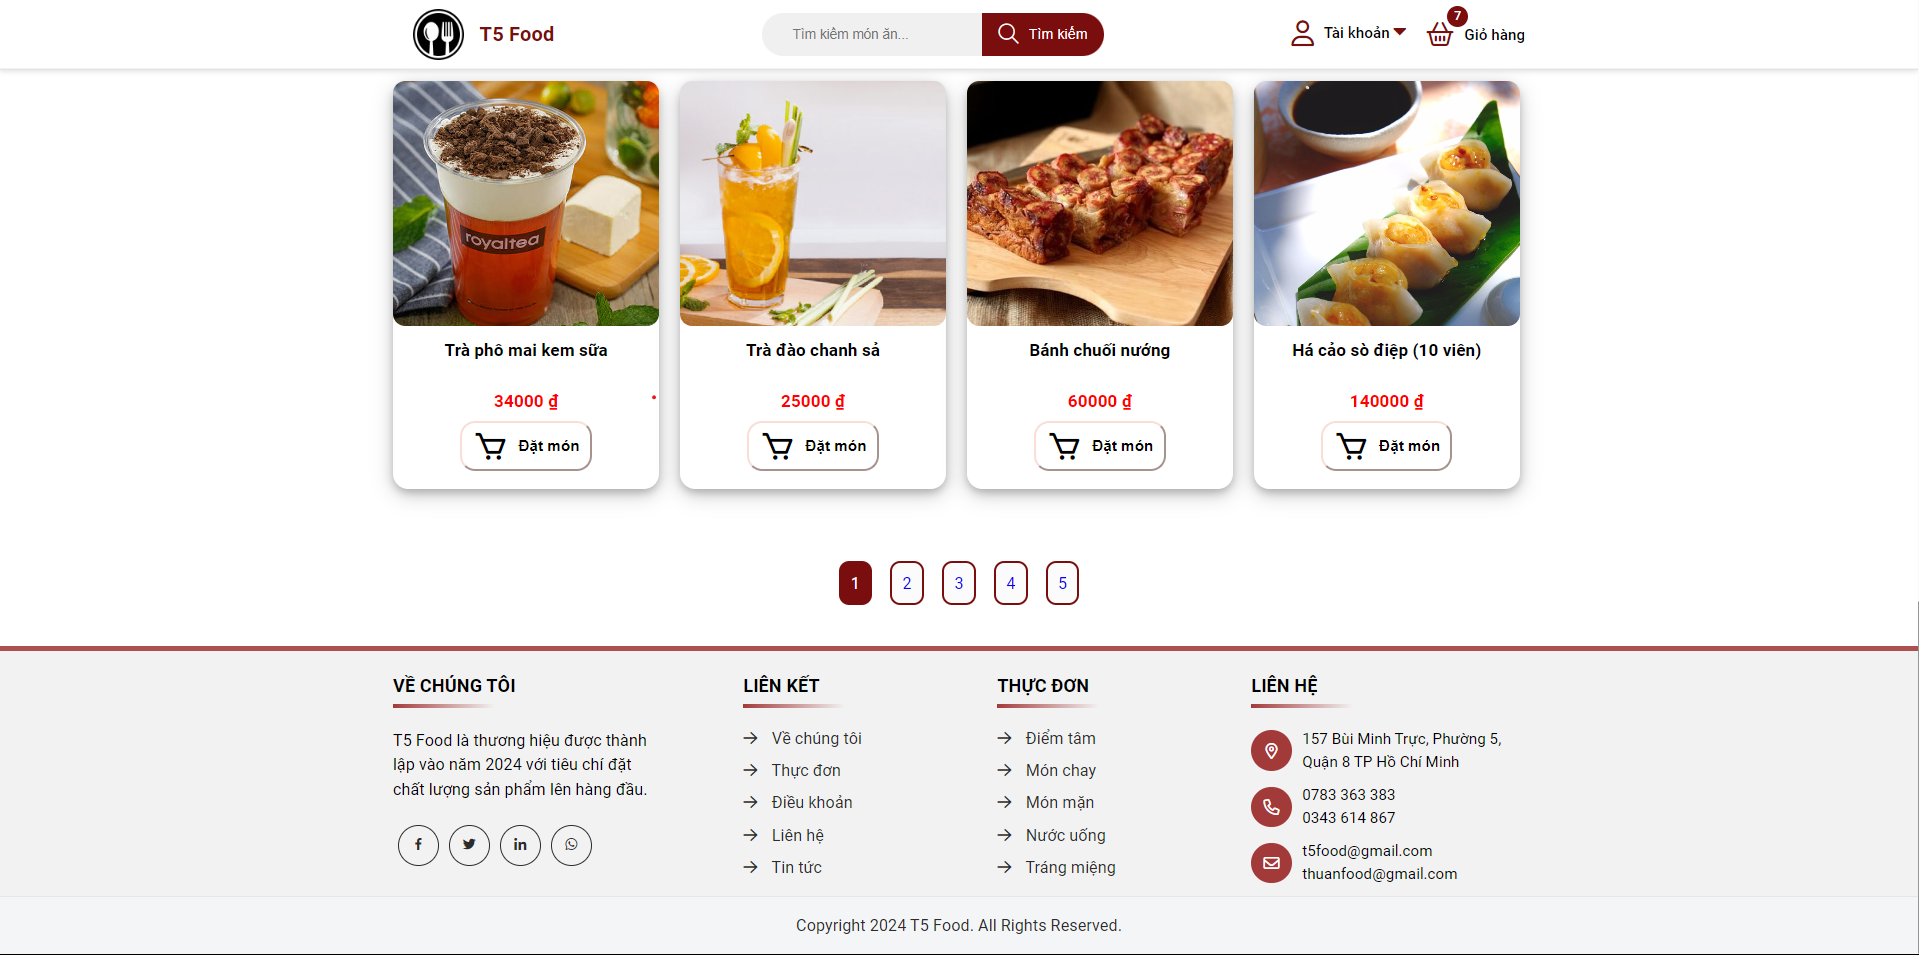 T5 Food
Tìm kiếm món ăn...
Tìm kiếm
Tài khoản
7
Giỏ hàng
royaltea
Trà phô mai kem sữa
34000 ₫
Đặt món
Trà đào chanh sả
25000 ₫
Đặt món
Bánh chuối nướng
60000 ₫
Đặt món
Há cảo sò điệp (10 viên)
140000 ₫
Đặt món
1 2 3 4 5
VỀ CHÚNG TÔI
T5 Food là thương hiệu được thành
lập vào năm 2024 với tiêu chí đặt
chất lượng sản phẩm lên hàng đầu.
LIÊN KẾT
Về chúng tôi
Thực đơn
Điều khoản
Liên hệ
Tin tức
THỰC ĐƠN
Điểm tâm
Món chay
Món mặn
Nước uống
Tráng miệng
LIÊN HỆ
157 Bùi Minh Trực, Phường 5,
Quận 8 TP Hồ Chí Minh
0783 363 383
0343 614 867
t5food@gmail.com
thuanfood@gmail.com
Copyright 2024 T5 Food. All Rights Reserved.